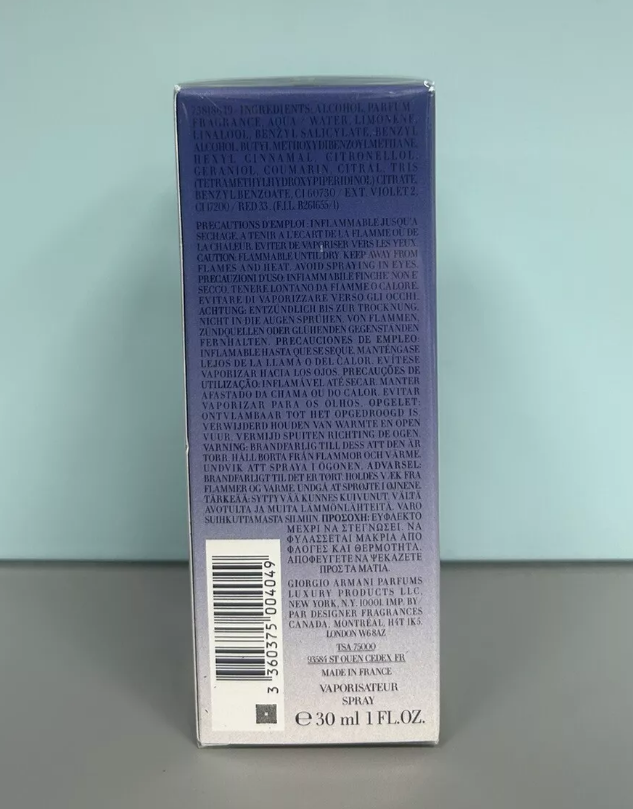 INGREDIENTS: ALCOHOL, PARFUM /
FRAGRANCE, AQUA / WATER, LIMONENE,
LINALOOL, BENZYL SALICYLATE, BENZYL
ALCOHOL, BUTYL METHOXYDIBENZOYLMETHANE,
HEXYL CINNAMAL, CITRONELLOL,
GERANIOL, COUMARIN, CITRAL, TRIS
(TETRAMETHYLHYDROXYPIPERIDINOL) CITRATE,
BENZYL BENZOATE, CI 60730 / EXT. VIOLET 2,
CI 17200 / RED 33. (F.I.L.
PRECAUTIONS D'EMPLOI: INFLAMMABLE JUSQU'A
SECHAGE, A TENIR A L'ECART DE LA FLAMME OU DE
LA CHALEUR. EVITER DE VAPORISER VERS LES YEUX.
CAUTION: FLAMMABLE UNTIL DRY. KEEP AWAY FROM
FLAMES AND HEAT. AVOID SPRAYING IN EYES.
PRECAUZIONI D'USO: INFIAMMABILE FINCHE' NON E'
SECCO. TENERE LONTANO DA FIAMME O CALORE.
EVITARE DI VAPORIZZARE VERSO GLI OCCHI.
ACHTUNG: ENTZÜNDLICH BIS ZUR TROCKNUNG.
NICHT IN DIE AUGEN SPRÜHEN. VON FLAMMEN,
ZÜNDQUELLEN ODER GLÜHENDEN GEGENSTÄNDEN
FERNHALTEN. PRECAUCIONES DE EMPLEO:
INFLAMABLE HASTA QUE SE SEQUE. MANTÉNGASE
LEJOS DE LA LLAMA O DEL CALOR. EVÍTESE
VAPORIZAR HACIA LOS OJOS. PRECAUÇÕES DE
UTILIZAÇÃO: INFLAMÁVEL ATÉ SECAR. MANTER
AFASTADO DA CHAMA OU DO CALOR. EVITAR
VAPORIZAR PARA OS OLHOS. OPGELET:
ONTVLAMBAAR TOT HET OPGEDROOGD IS.
VERWIJDERD HOUDEN VAN WARMTE EN OPEN
VUUR. VERMIJD SPUITEN RICHTING DE OGEN.
VARNING: BRANDFARLIG TILL DESS ATT DEN ÄR
TORR. HÅLL BORTA FRÅN FLAMMOR OCH VÄRME.
UNDVIK ATT SPRAYA I ÖGONEN. ADVARSEL:
BRANDFARLIGT TIL DET ER TØRT. HOLDES VÆK FRA
FLAMMER OG VARME. UNDGÅ AT SPRØJTE I ØJNENE.
TÄRKEÄÄ: SYTTYVÄÄ KUNNES KUIVUNUT. VÄLTÄ
AVOTULTA JA MUITA LÄMMÖNLÄHTEITÄ. VARO
SUIHKUTTAMASTA SILMIIN. ΠΡΟΣΟΧΗ: ΕΥΦΛΕΚΤΟ
ΜΕΧΡΙ ΝΑ ΣΤΕΓΝΩΣΕΙ. ΝΑ
ΦΥΛΑΣΣΕΤΑΙ ΜΑΚΡΙΑ ΑΠΟ
ΦΛΟΓΕΣ ΚΑΙ ΘΕΡΜΟΤΗΤΑ.
ΑΠΟΦΕΥΓΕΤΕ ΝΑ ΨΕΚΑΖΕΤΕ
ΠΡΟΣ ΤΑ ΜΑΤΙΑ.
GIORGIO ARMANI PARFUMS
LUXURY PRODUCTS LLC,
NEW YORK, N.Y. 10001. IMP. BY/
PAR DESIGNER FRAGRANCES
CANADA, MONTRÉAL, H4T 1K5.
LONDON W6 8AZ
TSA 75000
93584 ST OUEN CEDEX, FR
MADE IN FRANCE
VAPORISATEUR
SPRAY
℮ 30 ml 1 FL.OZ.
3 360375 004049